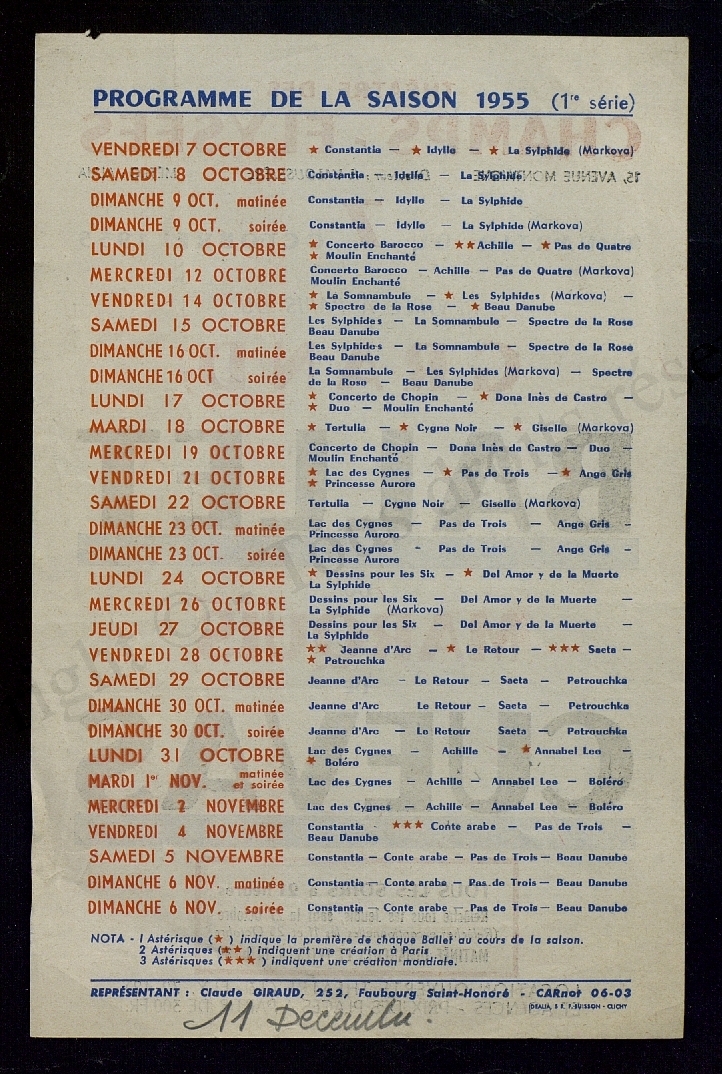 PROGRAMME DE LA SAISON 1955 (1re série)
VENDREDI 7 OCTOBRE ★ Constantia – ★ Idylle – ★ La Sylphide (Markova)
SAMEDI 8 OCTOBRE Constantia – Idylle – La Sylphide
DIMANCHE 9 OCT. matinée Constantia – Idylle – La Sylphide
DIMANCHE 9 OCT. soirée Constantia – Idylle – La Sylphide (Markova)
LUNDI 10 OCTOBRE ★ Concerto Barocco – ★★ Achille – ★ Pas de Quatre
★ Moulin Enchanté
MERCREDI 12 OCTOBRE Concerto Barocco – Achille – Pas de Quatre (Markova)
Moulin Enchanté
VENDREDI 14 OCTOBRE ★ La Somnambule – ★ Les Sylphides (Markova) –
★ Spectre de la Rose – ★ Beau Danube
SAMEDI 15 OCTOBRE Les Sylphides – La Somnambule – Spectre de la Rose
Beau Danube
DIMANCHE 16 OCT. matinée Les Sylphides – La Somnambule – Spectre de la Rose
Beau Danube
DIMANCHE 16 OCT soirée La Somnambule – Les Sylphides (Markova) – Spectre
de la Rose – Beau Danube
LUNDI 17 OCTOBRE ★ Concerto de Chopin – ★ Dona Inès de Castro –
★ Duo – Moulin Enchanté
MARDI 18 OCTOBRE ★ Tertulia – ★ Cygne Noir – ★ Giselle (Markova)
MERCREDI 19 OCTOBRE Concerto de Chopin – Dona Inès de Castro – Duo –
Moulin Enchanté
VENDREDI 21 OCTOBRE ★ Lac des Cygnes – ★ Pas de Trois – ★ Ange Gris
★ Princesse Aurore
SAMEDI 22 OCTOBRE Tertulia – Cygne Noir – Giselle (Markova)
DIMANCHE 23 OCT. matinée Lac des Cygnes – Pas de Trois – Ange Gris –
Princesse Aurore
DIMANCHE 23 OCT. soirée Lac des Cygnes - Pas de Trois – Ange Gris –
Princesse Aurore
LUNDI 24 OCTOBRE ★ Dessins pour les Six – ★ Del Amor y de la Muerte
La Sylphide
MERCREDI 26 OCTOBRE Dessins pour les Six – Del Amor y de la Muerte –
La Sylphide (Markova)
JEUDI 27 OCTOBRE Dessins pour les Six – Del Amor y de la Muerte –
La Sylphide
VENDREDI 28 OCTOBRE ★★ Jeanne d'Arc – ★ Le Retour – ★★★ Saeta –
★ Petrouchka
SAMEDI 29 OCTOBRE Jeanne d'Arc – Le Retour – Saeta – Petrouchka
DIMANCHE 30 OCT. matinée Jeanne d'Arc Le Retour – Saeta – Petrouchka
DIMANCHE 30 OCT. soirée Jeanne d'Arc – Le Retour Saeta – Petrouchka
LUNDI 31 OCTOBRE Lac des Cygnes – Achille – ★ Annabel Lee –
★ Boléro
MARDI 1er NOV. matinée et soirée Lac des Cygnes – Achille – Annabel Lee – Boléro
MERCREDI 2 NOVEMBRE Lac des Cygnes – Achille – Annabel Lee – Boléro
VENDREDI 4 NOVEMBRE Constantia ★★★ Conte arabe – Pas de Trois –
Beau Danube
SAMEDI 5 NOVEMBRE Constantia – Conte arabe – Pas de Trois – Beau Danube
DIMANCHE 6 NOV. matinée Constantia – Conte arabe – Pas de Trois – Beau Danube
DIMANCHE 6 NOV. soirée Constantia – Conte arabe – Pas de Trois – Beau Danube
NOTA - 1 Astérisque (★) indique la première de chaque Ballet au cours de la saison.
2 Astérisques (★★) indiquent une création à Paris
3 Astérisques (★★★) indiquent une création mondiale.
REPRÉSENTANT : Claude GIRAUD, 252, Faubourg Saint-Honoré - CARnot 06-03
11 Decembre.